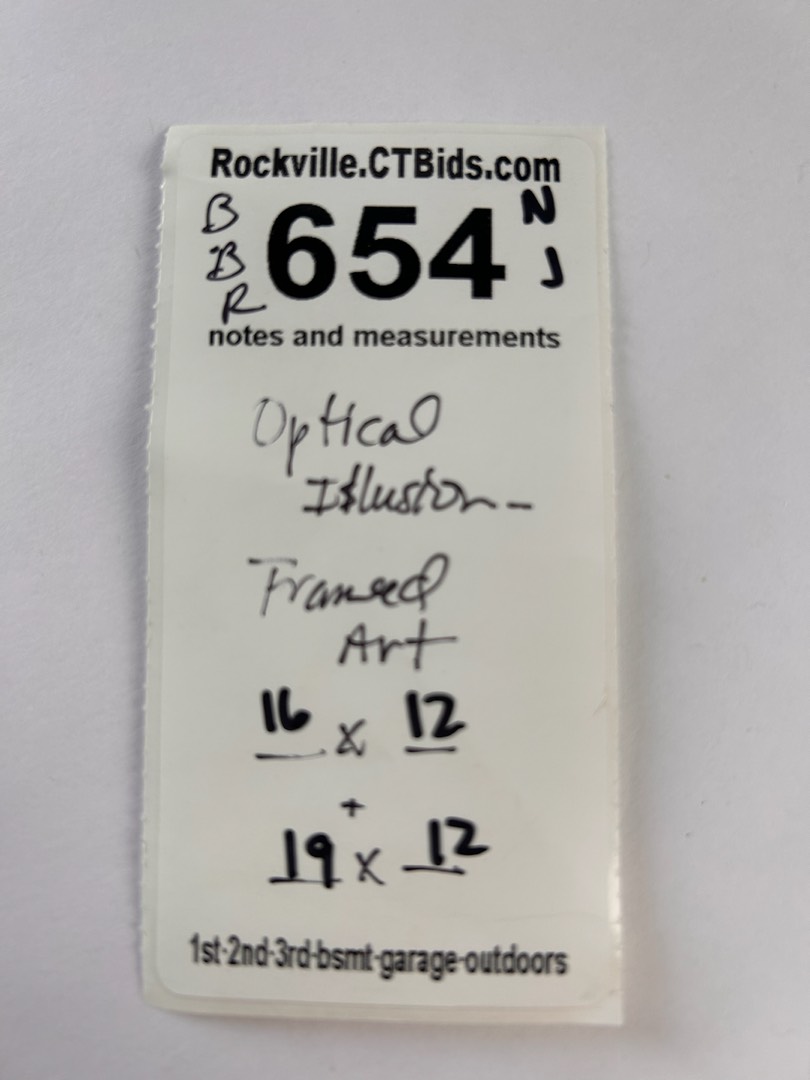 Rockville.CTBids.com
B
B
R
654
N
J
notes and measurements
Optical
Illusion-
Framed
Art
16 x 12
+
19 x 12
1st-2nd-3rd-bsmt-garage-outdoors